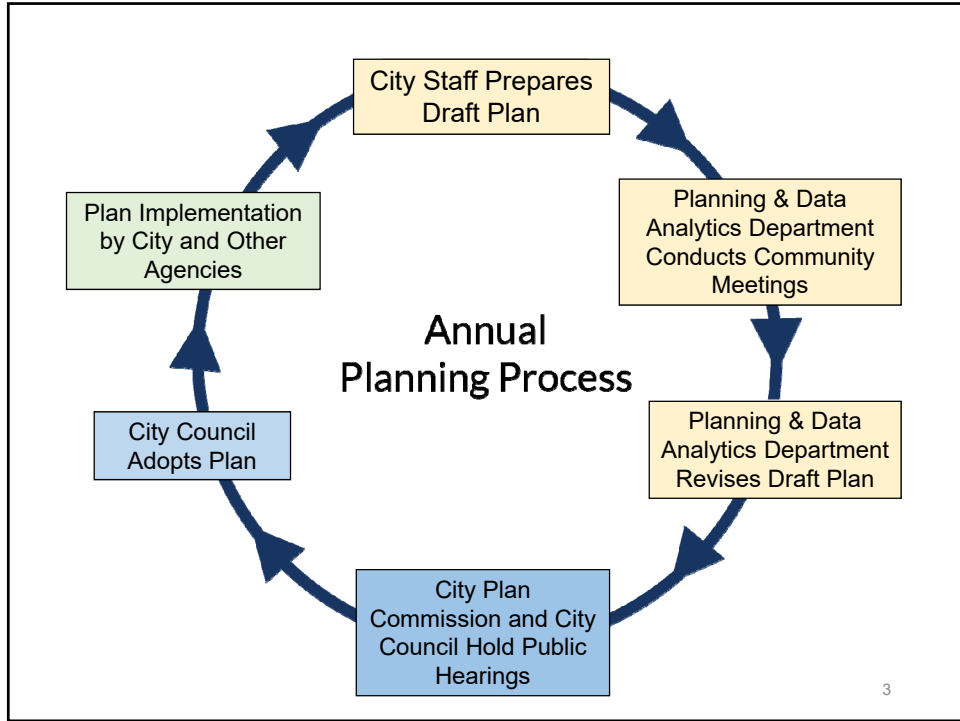 City Staff Prepares
Draft Plan
Planning & Data
Analytics Department
Conducts Community
Meetings
Planning & Data
Analytics Department
Revises Draft Plan
City Plan
Commission and City
Council Hold Public
Hearings
City Council
Adopts Plan
Plan Implementation
by City and Other
Agencies
Annual
Planning Process
3